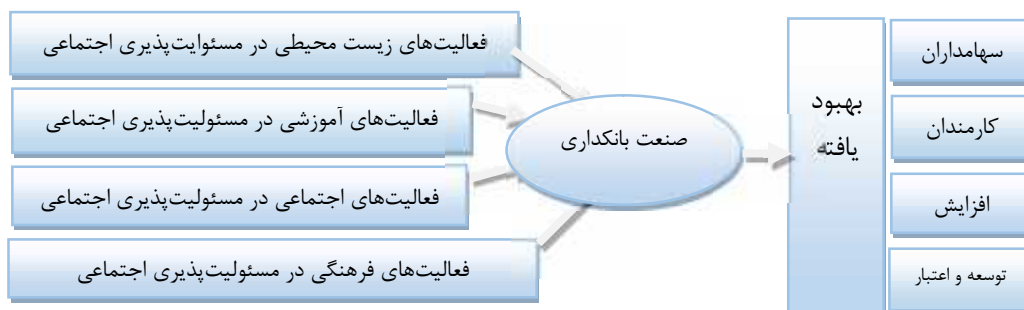 فعالیت‌های زیست محیطی در مسئوایت‌پذیری اجتماعی
فعالیت‌های آموزشی در مسئولیت‌پذیری اجتماعی
فعالیت‌های اجتماعی در مسئولیت‌پذیری اجتماعی
فعالیت‌های فرهنگی در مسئولیت‌پذیری اجتماعی
صنعت بانکداری
بهبود
یافته
سهامداران
کارمندان
افزایش
توسعه و اعتبار